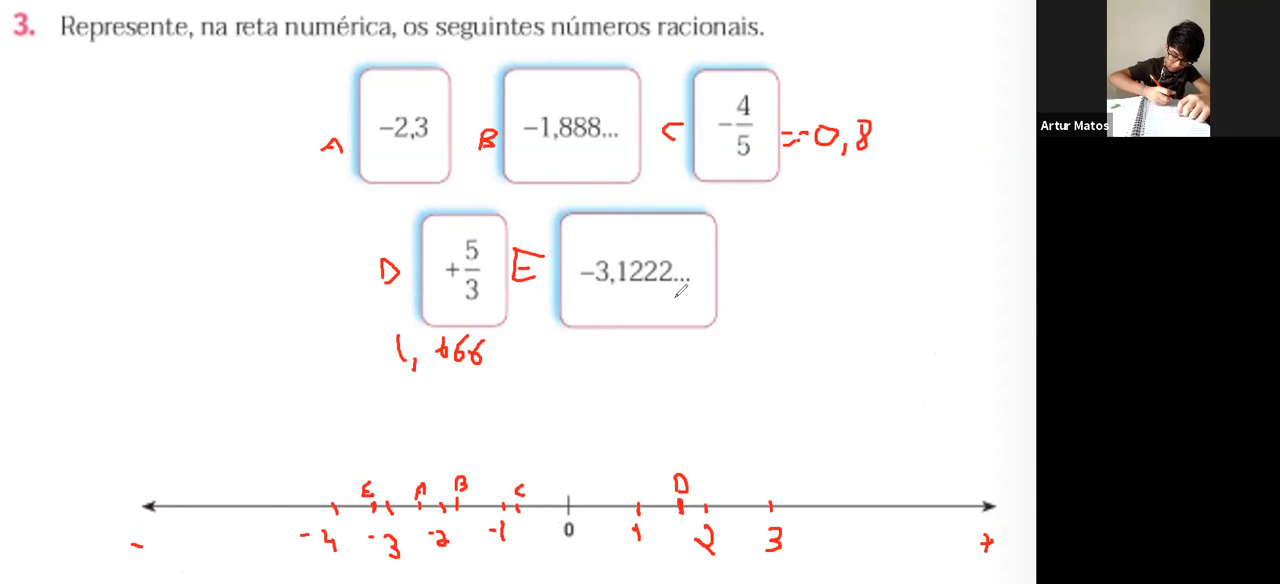 3. Represente, na reta numérica, os seguintes números racionais.
A −2,3 B −1,888... C −4/5 = -0,8
Artur Matos
D +5/3 E −3,1222...
1,666
E A B C D
-4 -3 -2 -1 0 1 2 3
- +